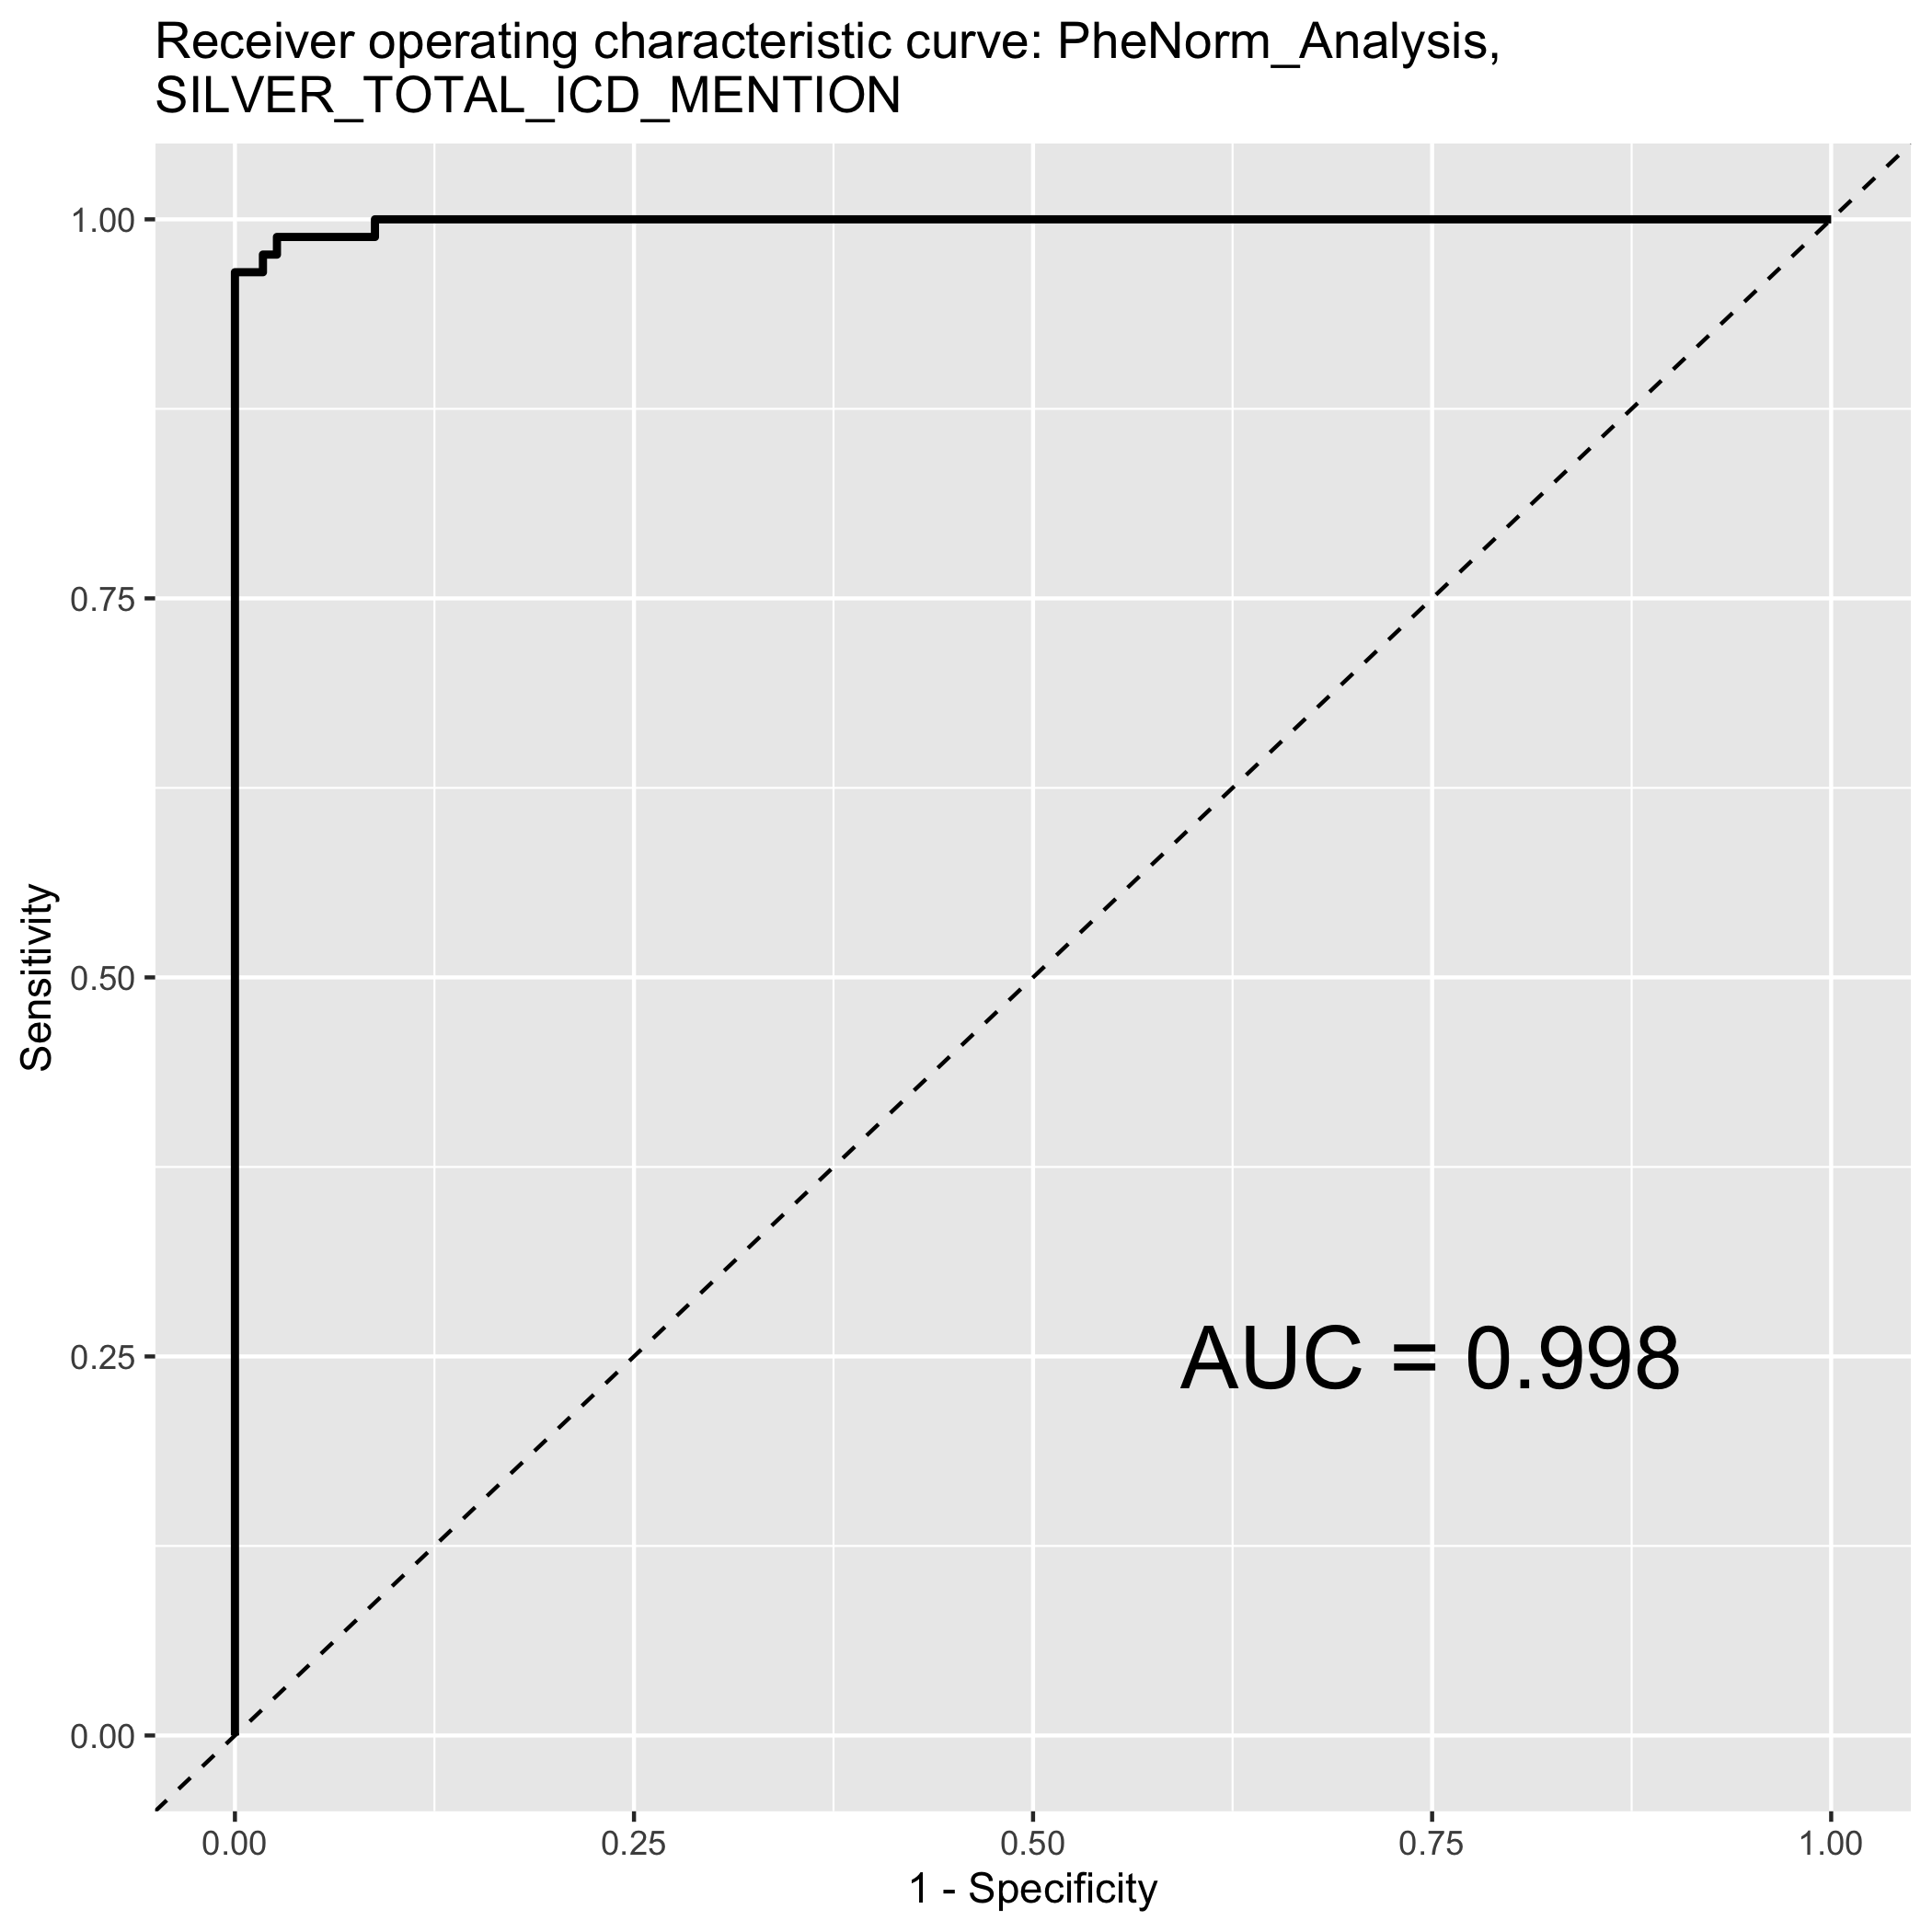 Receiver operating characteristic curve: PheNorm_Analysis,
SILVER_TOTAL_ICD_MENTION
1.00
0.75
0.50
0.25
0.00
Sensitivity
AUC = 0.998
0.00 0.25 0.50 0.75 1.00
1 - Specificity